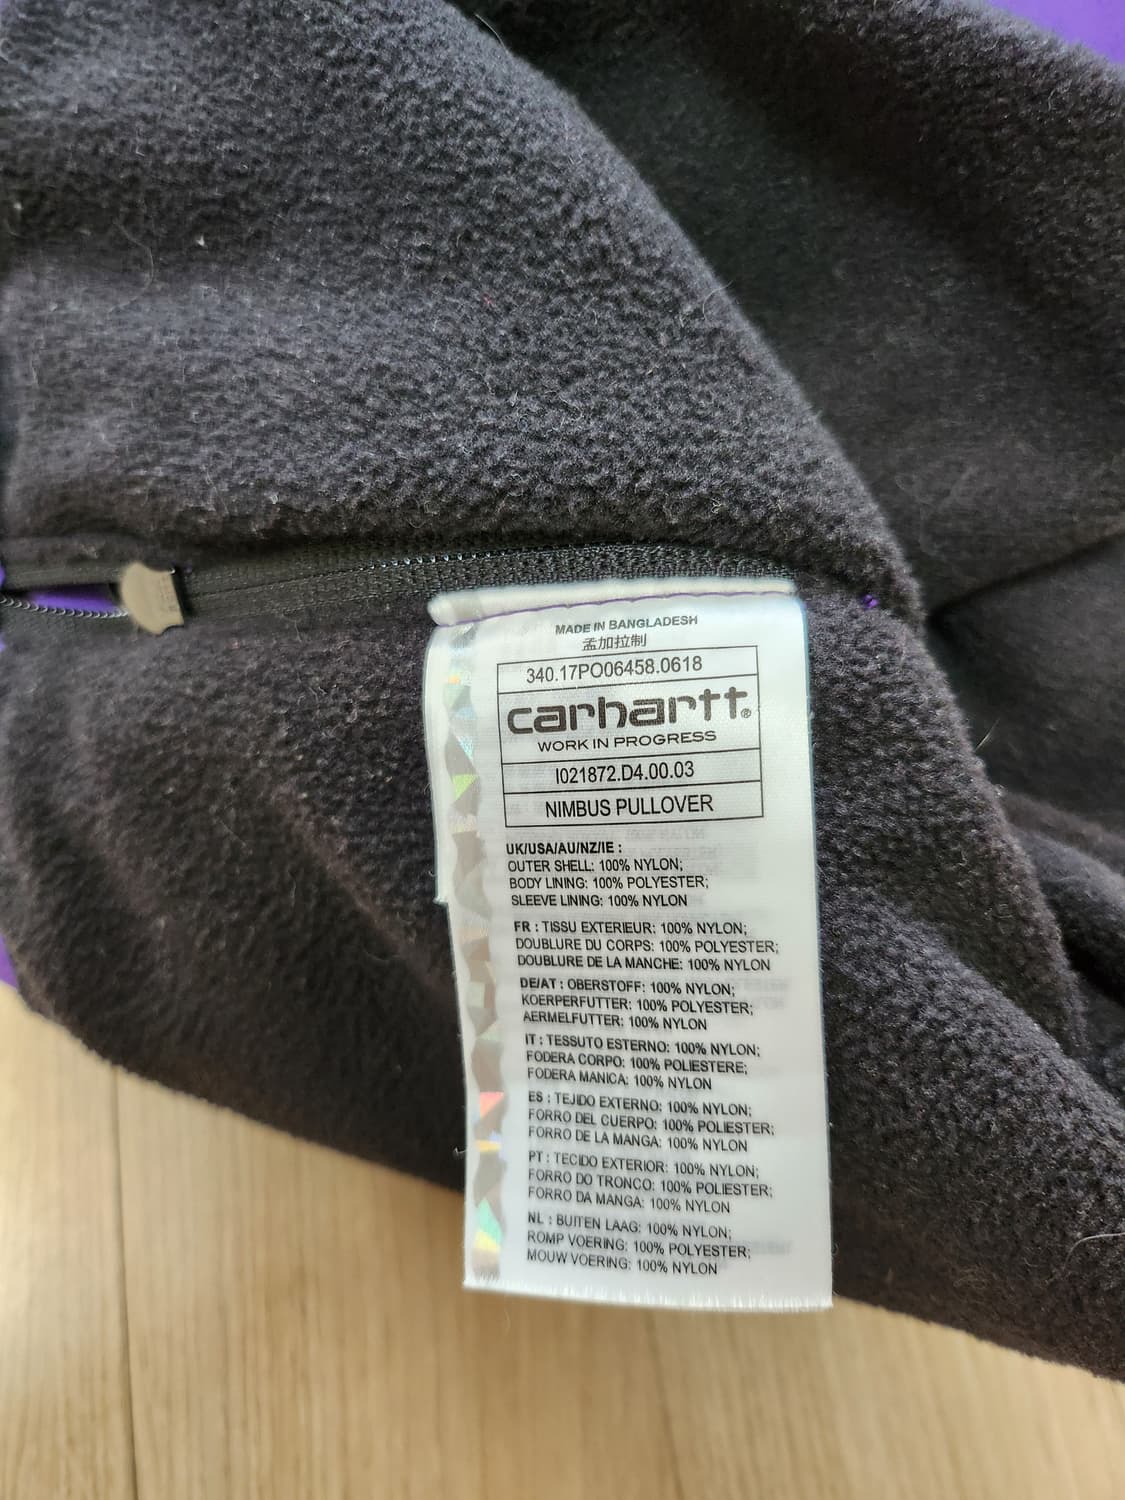 MADE IN BANGLADESH
孟加拉制
340.17PO06458.0618
carhartt®
WORK IN PROGRESS
I021872.D4.00.03
NIMBUS PULLOVER
UK/USA/AU/NZ/IE :
OUTER SHELL: 100% NYLON;
BODY LINING: 100% POLYESTER;
SLEEVE LINING: 100% NYLON
FR : TISSU EXTERIEUR: 100% NYLON;
DOUBLURE DU CORPS: 100% POLYESTER;
DOUBLURE DE LA MANCHE: 100% NYLON
DE/AT : OBERSTOFF: 100% NYLON;
KOERPERFUTTER: 100% POLYESTER;
AERMELFUTTER: 100% NYLON
IT : TESSUTO ESTERNO: 100% NYLON;
FODERA CORPO: 100% POLIESTERE;
FODERA MANICA: 100% NYLON
ES : TEJIDO EXTERNO: 100% NYLON;
FORRO DEL CUERPO: 100% POLIESTER;
FORRO DE LA MANGA: 100% NYLON
PT : TECIDO EXTERIOR: 100% NYLON;
FORRO DO TRONCO: 100% POLIESTER;
FORRO DA MANGA: 100% NYLON
NL : BUITEN LAAG: 100% NYLON;
ROMP VOERING: 100% POLYESTER;
MOUW VOERING: 100% NYLON